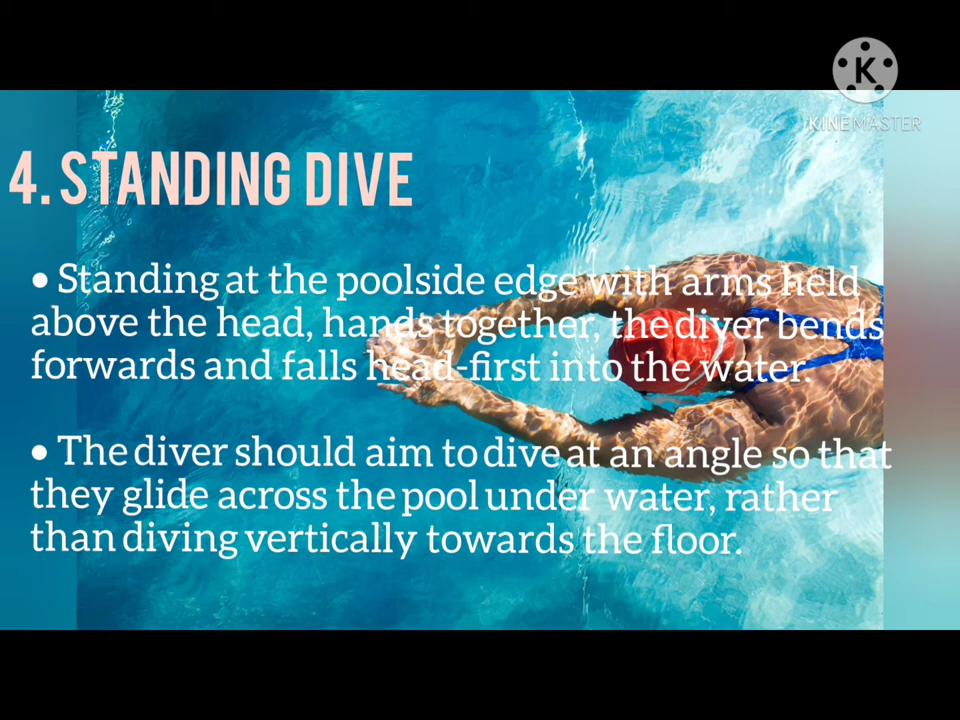 K
KINEMASTER
4. STANDING DIVE
• Standing at the poolside edge with arms held
above the head, hands together, the diver bends
forwards and falls head-first into the water.
• The diver should aim to dive at an angle so that
they glide across the pool under water, rather
than diving vertically towards the floor.